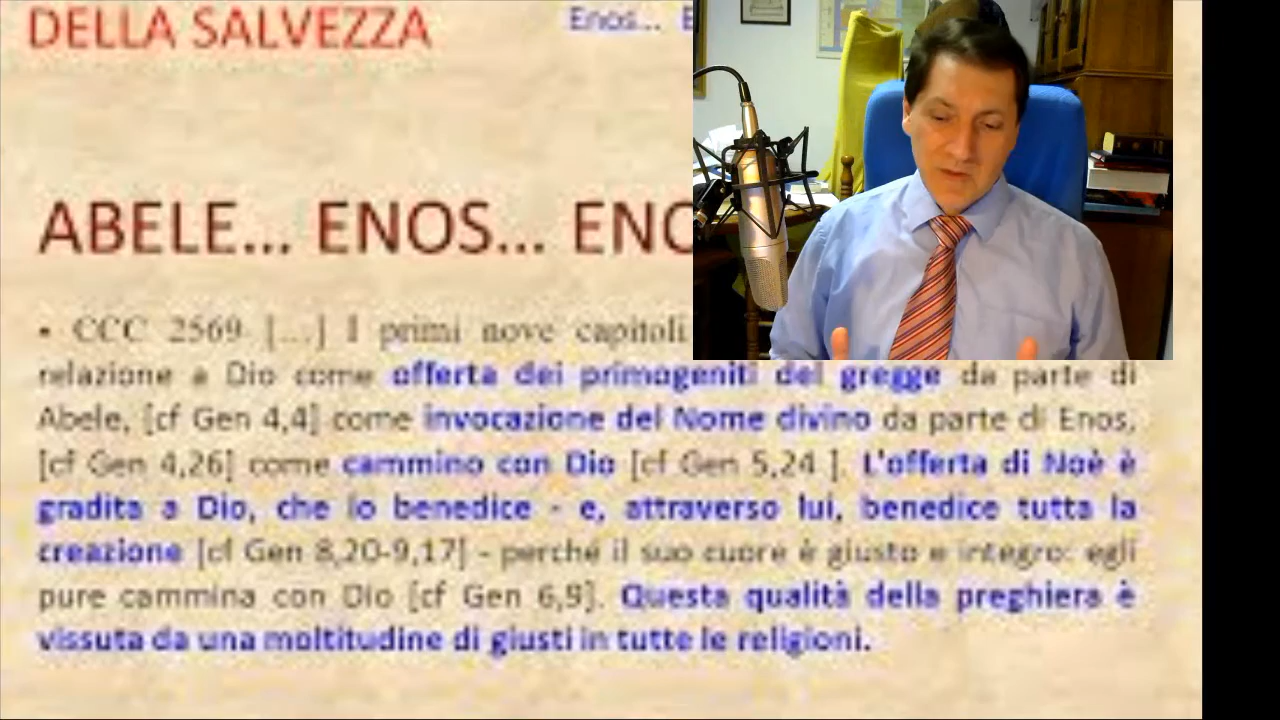 DELLA SALVEZZA
Enos...
ABELE... ENOS... ENO
• CCC 2569 [...] I primi nove capitoli
relazione a Dio come offerta dei primogeniti del gregge da parte di
Abele, [cf Gen 4,4] come invocazione del Nome divino da parte di Enos,
[cf Gen 4,26] come cammino con Dio [cf Gen 5,24 ]. L'offerta di Noè è
gradita a Dio, che lo benedice - e, attraverso lui, benedice tutta la
creazione [cf Gen 8,20-9,17] - perché il suo cuore è giusto e integro: egli
pure cammina con Dio [cf Gen 6,9]. Questa qualità della preghiera è
vissuta da una moltitudine di giusti in tutte le religioni.